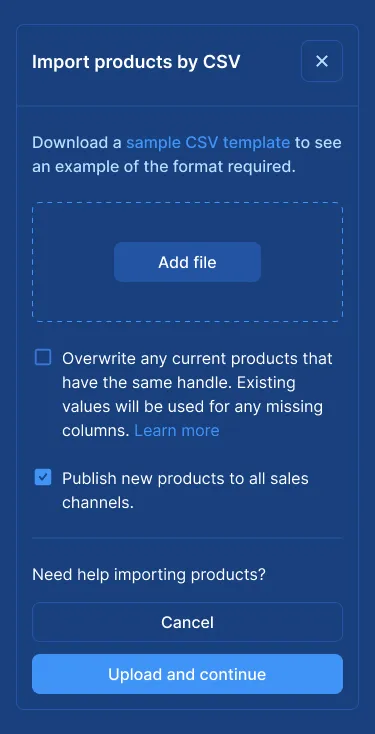 Import products by CSV
Download a sample CSV template to see
an example of the format required.
Add file
Overwrite any current products that
have the same handle. Existing
values will be used for any missing
columns. Learn more
Publish new products to all sales
channels.
Need help importing products?
Cancel
Upload and continue